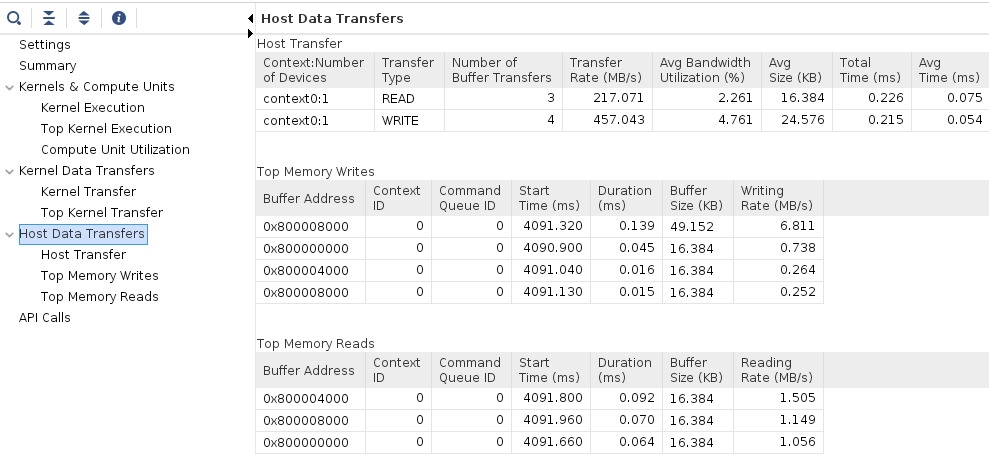 Host Data Transfers
Settings
Summary
Kernels & Compute Units
Kernel Execution
Top Kernel Execution
Compute Unit Utilization
Kernel Data Transfers
Kernel Transfer
Top Kernel Transfer
Host Data Transfers
Host Transfer
Top Memory Writes
Top Memory Reads
API Calls
Host Transfer
Context:Number of Devices Transfer Type Number of Buffer Transfers Transfer Rate (MB/s) Avg Bandwidth Utilization (%) Avg Size (KB) Total Time (ms) Avg Time (ms)
context0:1 READ 3 217.071 2.261 16.384 0.226 0.075
context0:1 WRITE 4 457.043 4.761 24.576 0.215 0.054
Top Memory Writes
Buffer Address Context ID Command Queue ID Start Time (ms) Duration (ms) Buffer Size (KB) Writing Rate (MB/s)
0x800008000 0 0 4091.320 0.139 49.152 6.811
0x800000000 0 0 4090.900 0.045 16.384 0.738
0x800004000 0 0 4091.040 0.016 16.384 0.264
0x800008000 0 0 4091.130 0.015 16.384 0.252
Top Memory Reads
Buffer Address Context ID Command Queue ID Start Time (ms) Duration (ms) Buffer Size (KB) Reading Rate (MB/s)
0x800004000 0 0 4091.800 0.092 16.384 1.505
0x800008000 0 0 4091.960 0.070 16.384 1.149
0x800000000 0 0 4091.660 0.064 16.384 1.056